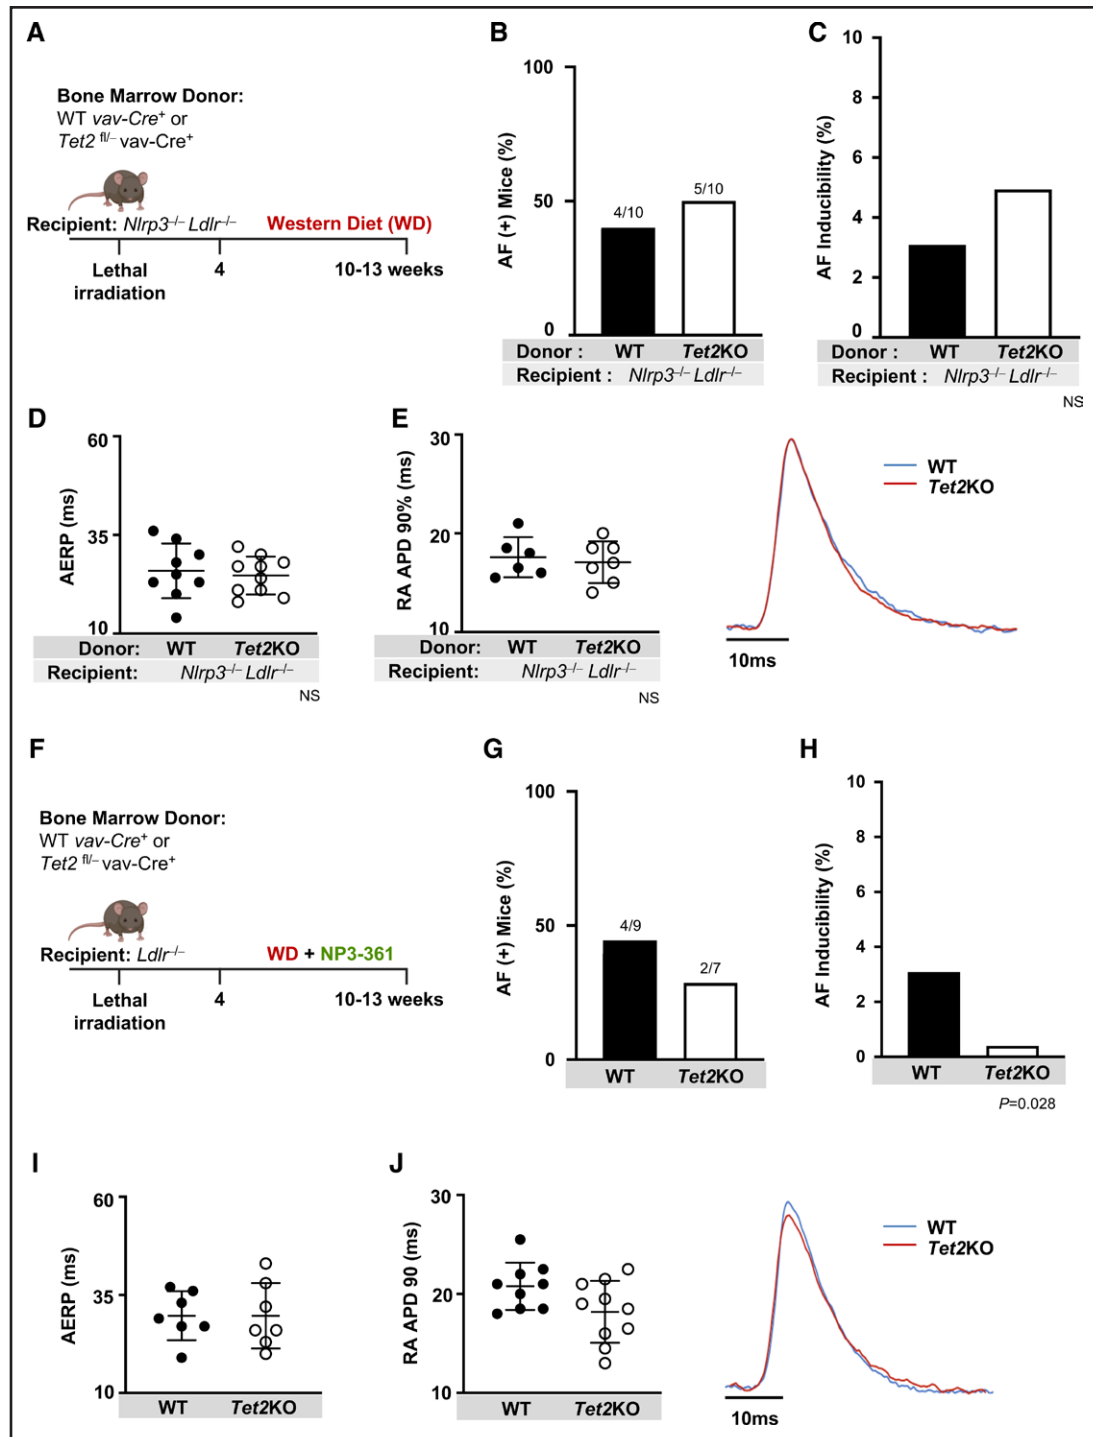 A
Bone Marrow Donor:
WT vav-Cre+ or
Tet2 fl/– vav-Cre+
Recipient: Nlrp3–/– Ldlr–/–
Western Diet (WD)
Lethal
irradiation
4
10-13 weeks
B
AF (+) Mice (%)
100
50
0
4/10
5/10
Donor : WT Tet2KO
Recipient : Nlrp3–/– Ldlr–/–
C
AF Inducibility (%)
10
8
6
4
2
0
Donor : WT Tet2KO
Recipient : Nlrp3–/– Ldlr–/–
NS
D
AERP (ms)
60
35
10
Donor: WT Tet2KO
Recipient: Nlrp3–/– Ldlr–/–
NS
E
RA APD 90% (ms)
30
20
10
Donor: WT Tet2KO
Recipient: Nlrp3–/– Ldlr–/–
NS
WT
Tet2KO
10ms
F
Bone Marrow Donor:
WT vav-Cre+ or
Tet2 fl/– vav-Cre+
Recipient: Ldlr–/–
WD + NP3-361
Lethal
irradiation
4
10-13 weeks
G
AF (+) Mice (%)
100
50
0
4/9
2/7
WT Tet2KO
H
AF Inducibility (%)
10
8
6
4
2
0
WT Tet2KO
P=0.028
I
AERP (ms)
60
35
10
WT Tet2KO
J
RA APD 90 (ms)
30
20
10
WT Tet2KO
WT
Tet2KO
10ms